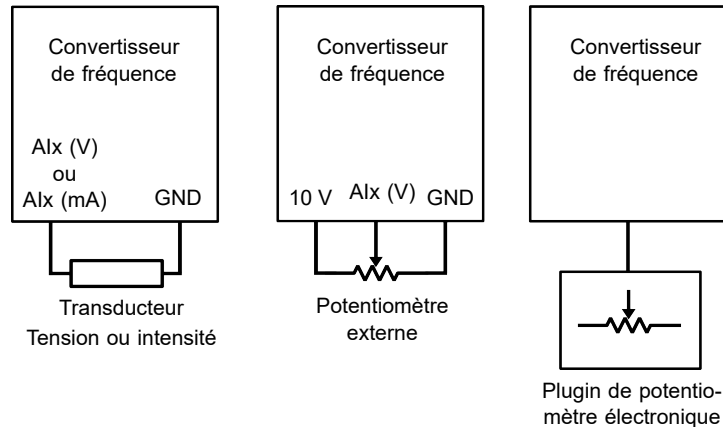 Convertisseur
de fréquence
AIx (V)
ou
AIx (mA)
GND
Transducteur
Tension ou intensité
Convertisseur
de fréquence
10 V
AIx (V)
GND
Potentiomètre
externe
Convertisseur
de fréquence
Plugin de potentio-
mètre électronique